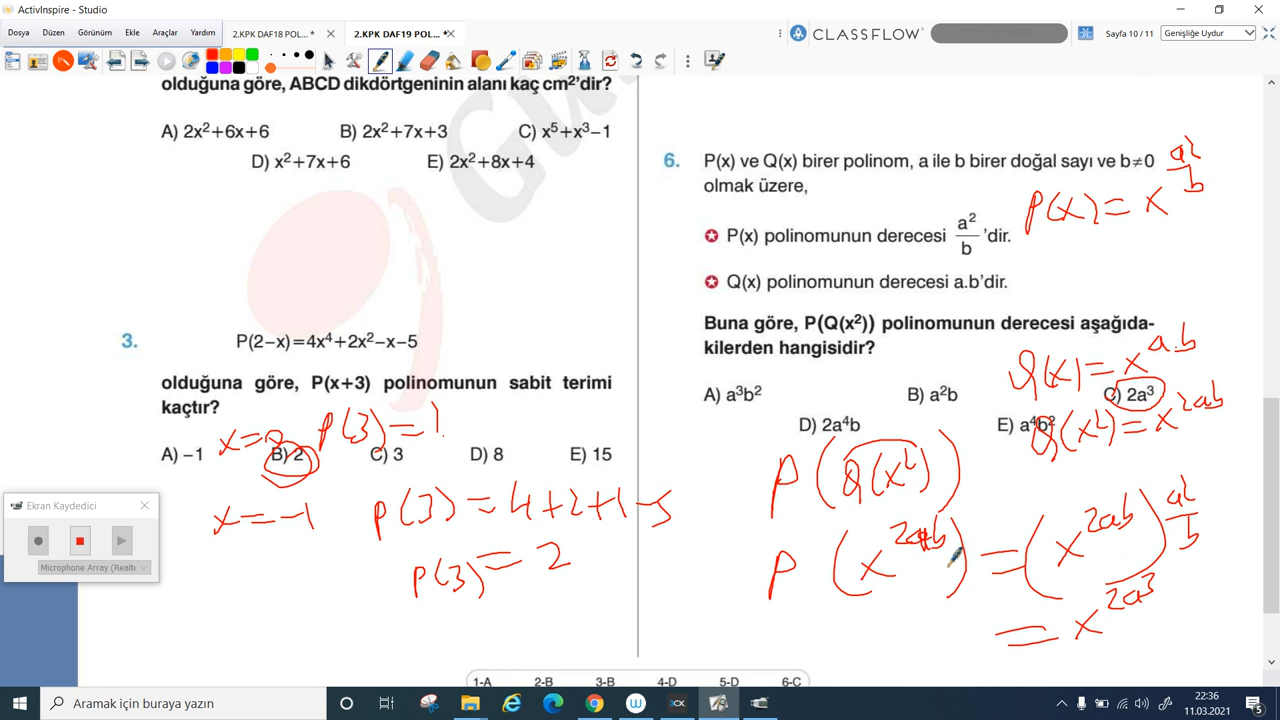 ActivInspire - Studio
Dosya Düzen Görünüm Ekle Araçlar Yardım
2.KPK DAF18 POL...*
2.KPK DAF19 POL...*
CLASSFLOW
Sayfa 10 / 11
Genişliğe Uydur
olduğuna göre, ABCD dikdörtgeninin alanı kaç cm²'dir?
A) 2x²+6x+6 B) 2x²+7x+3 C) x⁵+x³−1
D) x²+7x+6 E) 2x²+8x+4
3. P(2−x)=4x⁴+2x²−x−5
olduğuna göre, P(x+3) polinomunun sabit terimi
kaçtır?
A) −1 B) 2 C) 3 D) 8 E) 15
P(3)=
x=-1 P(3)=4+2+1-5
P(3)=2
6. P(x) ve Q(x) birer polinom, a ile b birer doğal sayı ve b≠0
olmak üzere,
P(x) polinomunun derecesi a²/b 'dir.
Q(x) polinomunun derecesi a.b'dir.
Buna göre, P(Q(x²)) polinomunun derecesi aşağıda-
kilerden hangisidir?
A) a³b² B) a²b C) 2a³
D) 2a⁴b E) a⁴b²
P(x)=x^(a²/b)
Q(x)=x^(a.b)
Q(x²)=x^(2ab)
P(Q(x²))
P(x^(2ab))=(x^(2ab))^(a²/b)
=x^(2a³)
1-A 2-B 3-B 4-D 5-D 6-C
Ekran Kaydedici
Microphone Array (Realt
Aramak için buraya yazın
22:36
11.03.2021
5